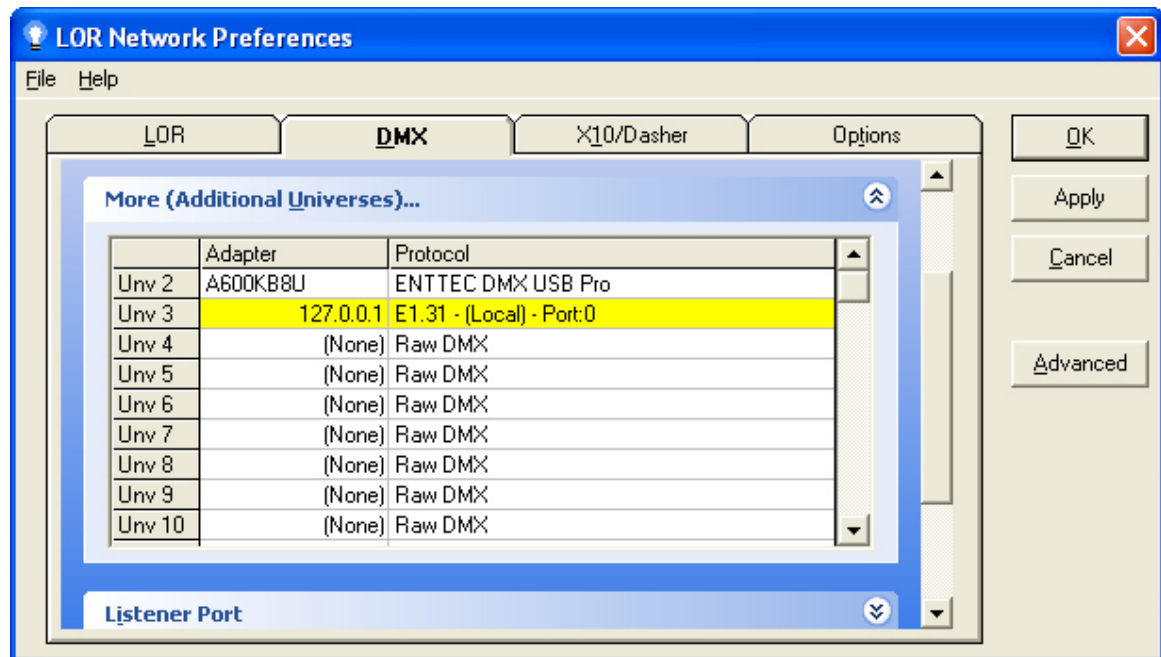 LOR Network Preferences
File Help
LOR DMX X10/Dasher Options
OK
Apply
Cancel
Advanced
More (Additional Universes)...
Adapter Protocol
Unv 2 A600KB8U ENTTEC DMX USB Pro
Unv 3 127.0.0.1 E1.31 - (Local) - Port:0
Unv 4 (None) Raw DMX
Unv 5 (None) Raw DMX
Unv 6 (None) Raw DMX
Unv 7 (None) Raw DMX
Unv 8 (None) Raw DMX
Unv 9 (None) Raw DMX
Unv 10 (None) Raw DMX
Listener Port